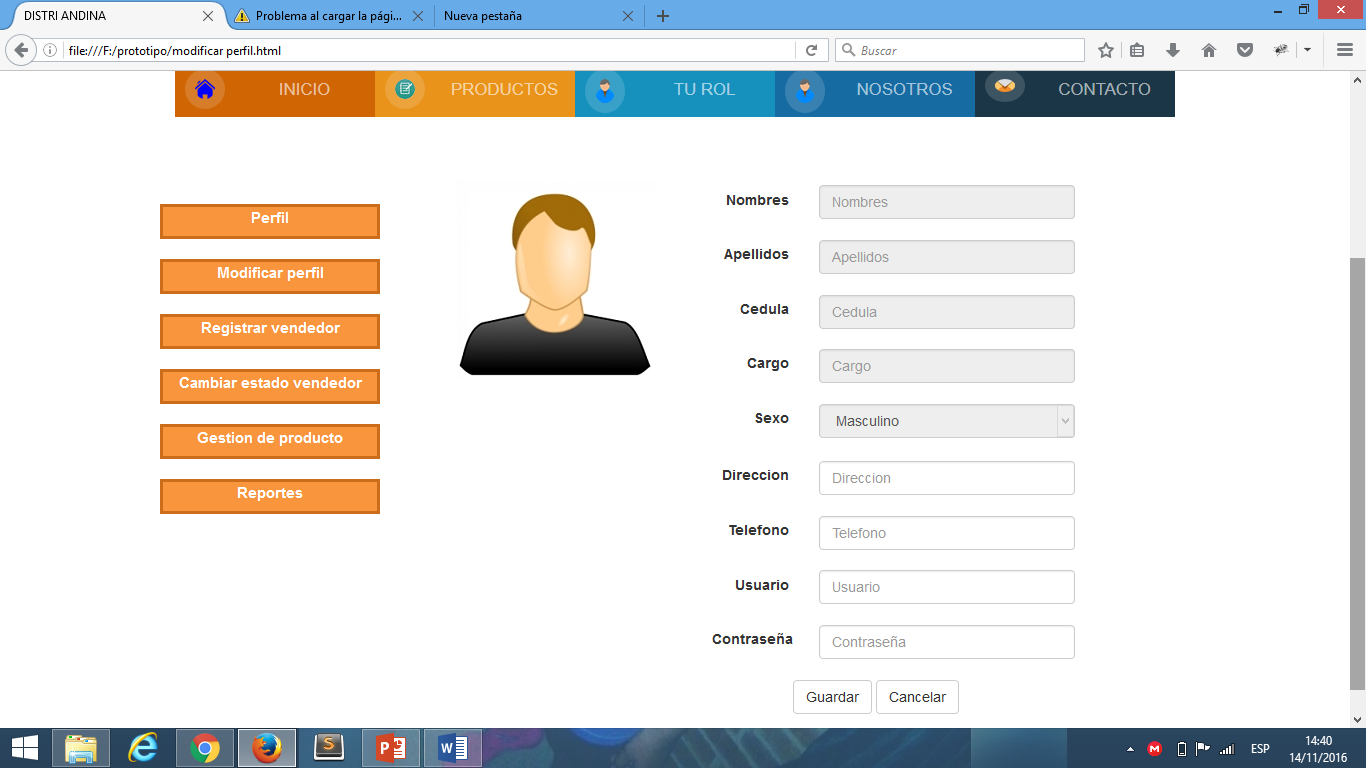 DISTRI ANDINA
Problema al cargar la pági...
Nueva pestaña
file:///F:/prototipo/modificar perfil.html
Buscar
INICIO
PRODUCTOS
TU ROL
NOSOTROS
CONTACTO
Perfil
Modificar perfil
Registrar vendedor
Cambiar estado vendedor
Gestion de producto
Reportes
Nombres
Nombres
Apellidos
Apellidos
Cedula
Cedula
Cargo
Cargo
Sexo
Masculino
Direccion
Direccion
Telefono
Telefono
Usuario
Usuario
Contraseña
Contraseña
Guardar
Cancelar
ESP
14:40
14/11/2016